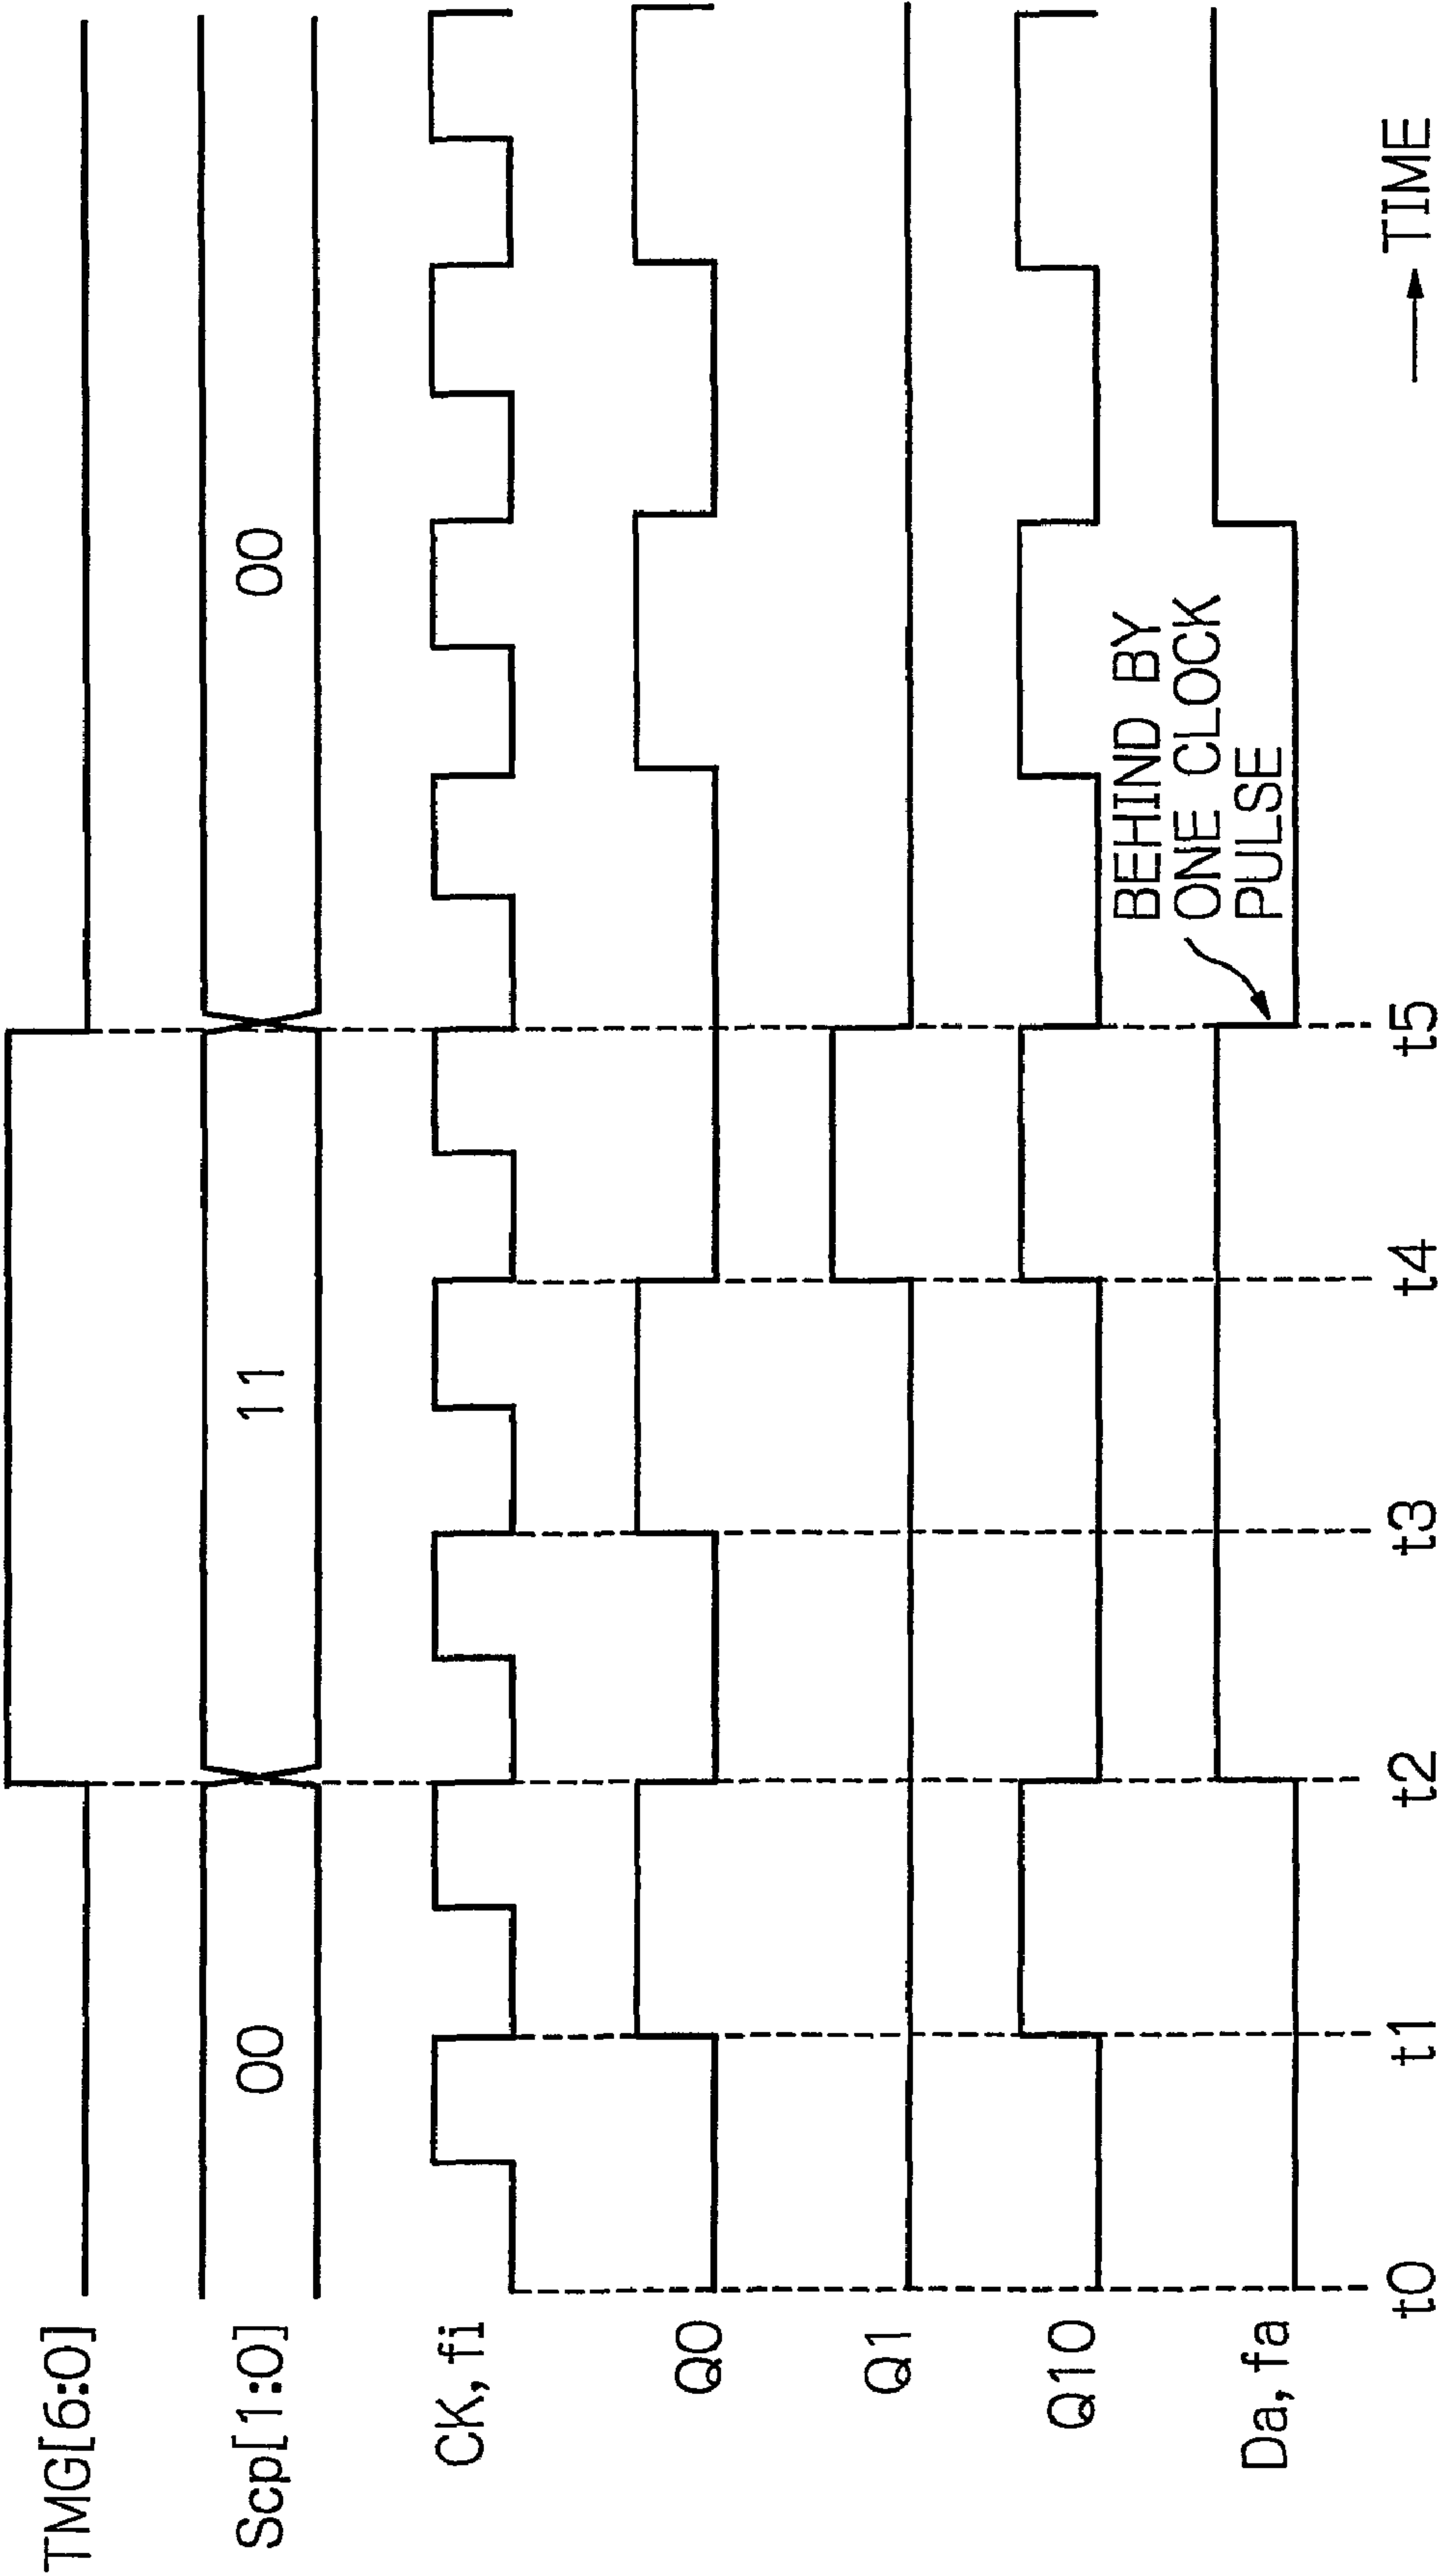 TMG[6:0]
Scp[1:0]
00
11
00
CK, fi
Q0
Q1
Q10
Da, fa
BEHIND BY
ONE CLOCK
PULSE
t0
t1
t2
t3
t4
t5
TIME